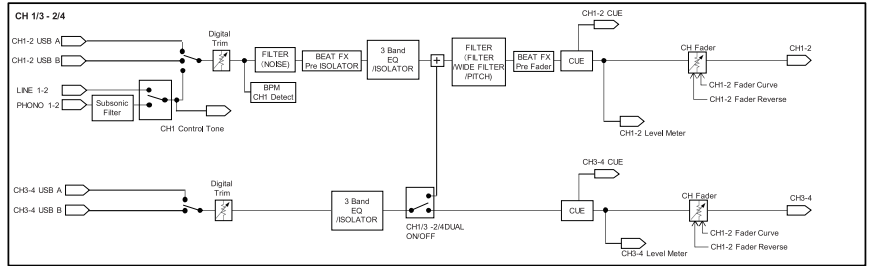 CH 1/3 - 2/4
CH1-2 USB A
CH1-2 USB B
LINE 1-2
PHONO 1-2
Subsonic
Filter
CH1 Control Tone
Digital
Trim
FILTER
(NOISE)
BPM
CH1 Detect
BEAT FX
Pre ISOLATOR
3 Band
EQ
/ISOLATOR
+
FILTER
(FILTER
/WIDE FILTER
/PITCH)
BEAT FX
Pre Fader
CH1-2 CUE
CUE
CH1-2 Level Meter
CH Fader
CH1-2
CH1-2 Fader Curve
CH1-2 Fader Reverse
CH3-4 USB A
CH3-4 USB B
Digital
Trim
3 Band
EQ
/ISOLATOR
CH1/3 -2/4DUAL
ON/OFF
CH3-4 CUE
CUE
CH3-4 Level Meter
CH Fader
CH3-4
CH1-2 Fader Curve
CH1-2 Fader Reverse